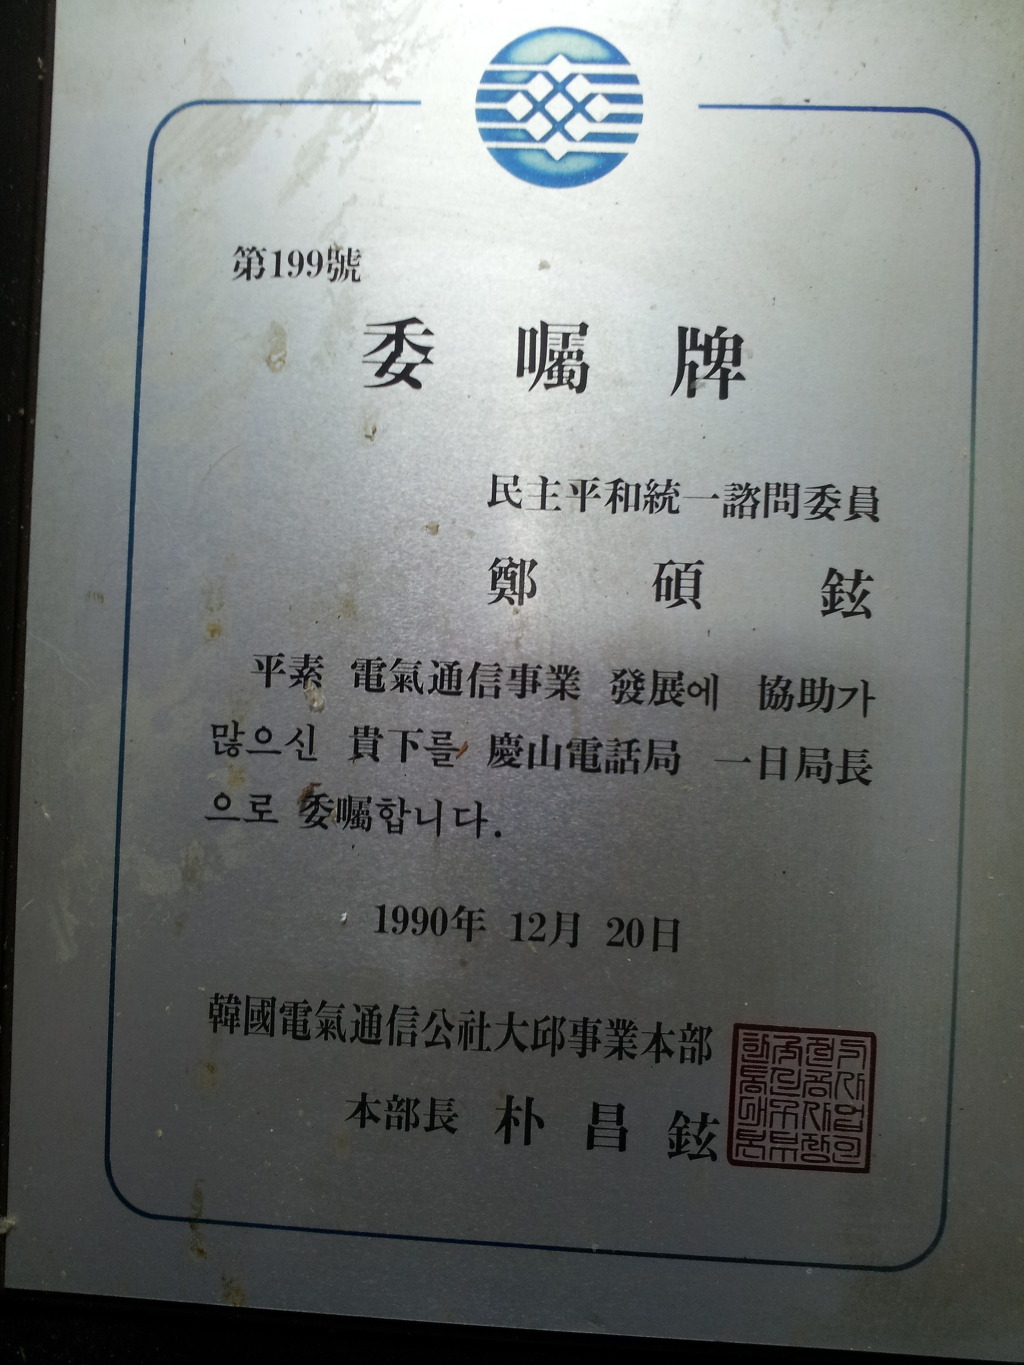 第199號
委囑牌
民主平和統一諮問委員
鄭碩鉉
平素 電氣通信事業 發展에 協助가
많으신 貴下를 慶山電話局 一日局長
으로 委囑합니다.
1990年 12月 20日
韓國電氣通信公社大邱事業本部
本部長 朴昌鉉